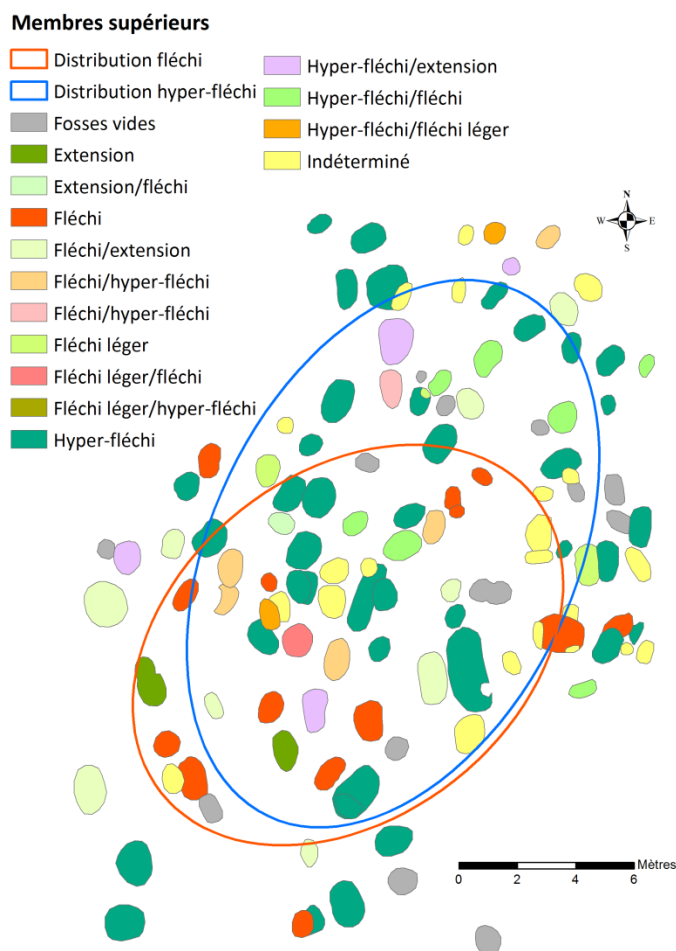 Membres supérieurs
Distribution fléchi
Distribution hyper-fléchi
Fosses vides
Extension
Extension/fléchi
Fléchi
Fléchi/extension
Fléchi/hyper-fléchi
Fléchi/hyper-fléchi
Fléchi léger
Fléchi léger/fléchi
Fléchi léger/hyper-fléchi
Hyper-fléchi
Hyper-fléchi/extension
Hyper-fléchi/fléchi
Hyper-fléchi/fléchi léger
Indéterminé
N
W E
S
Mètres
0 2 4 6